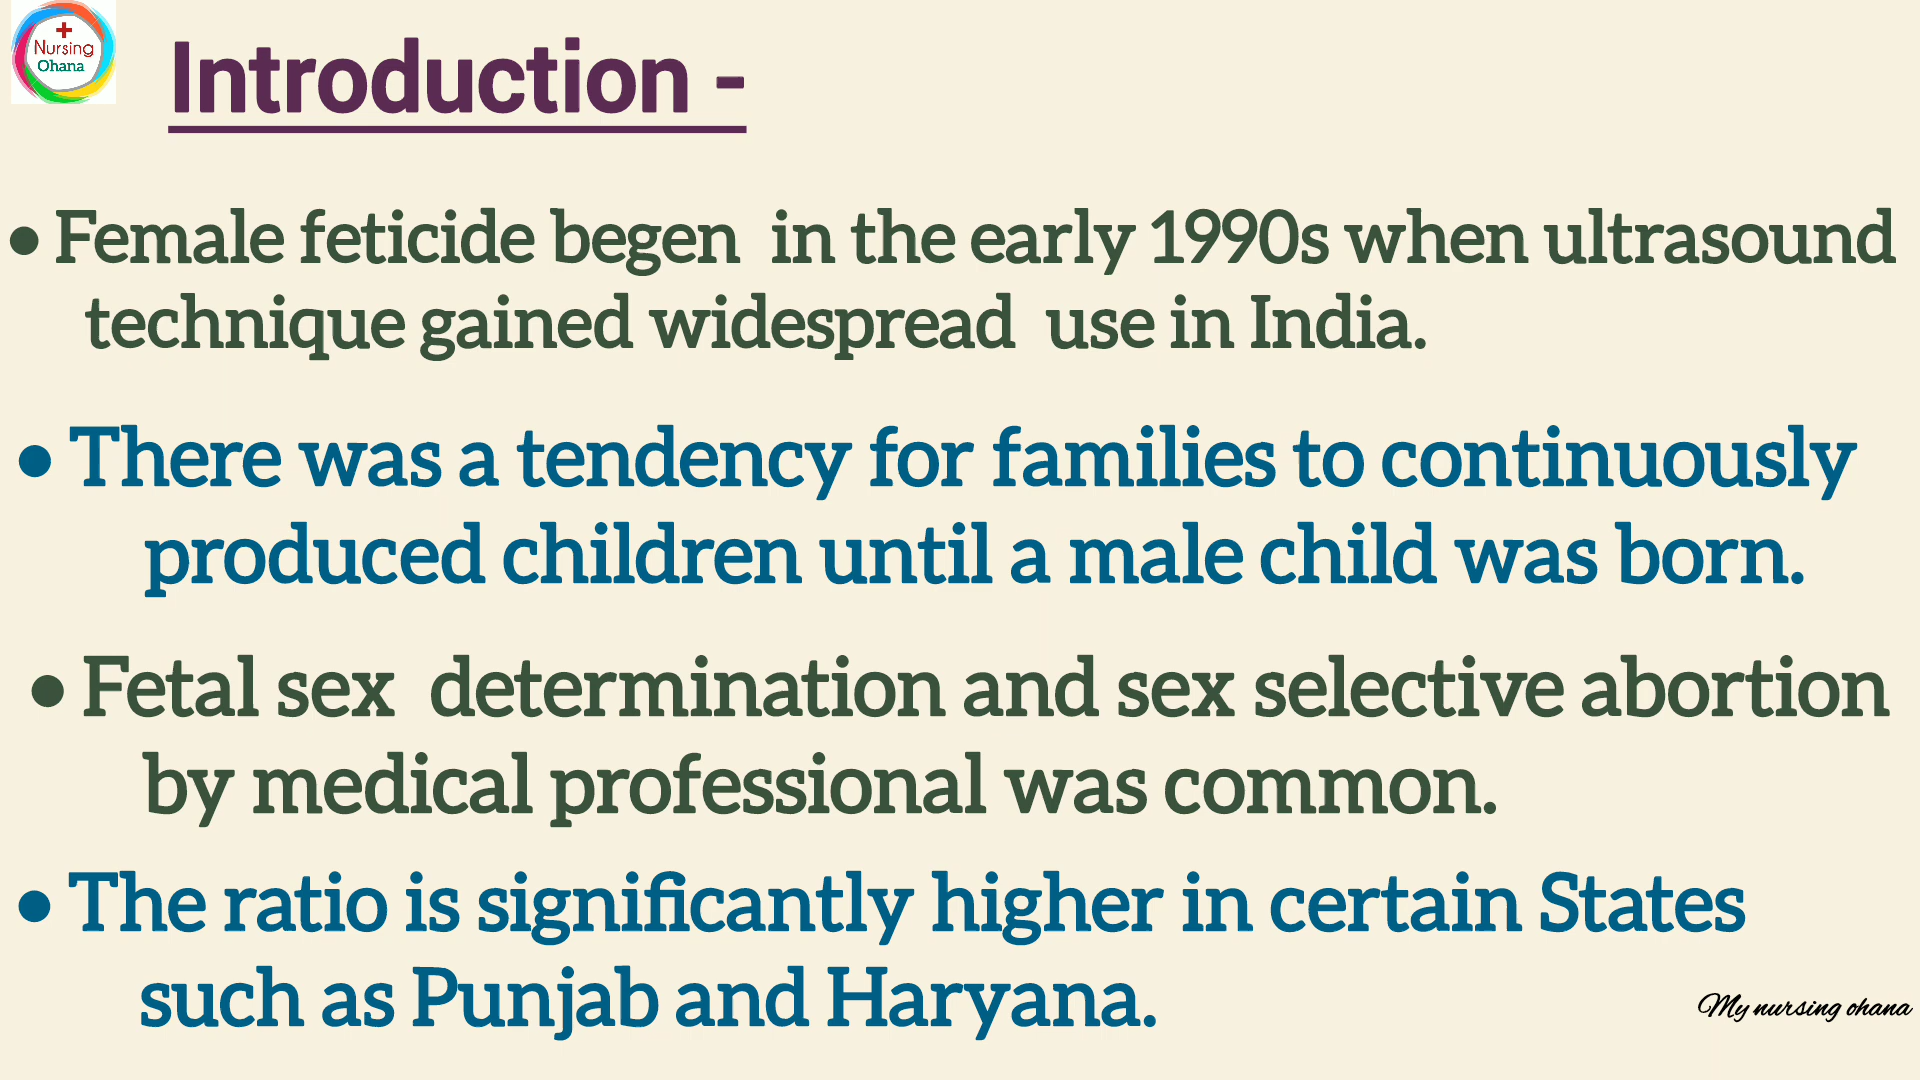 Nursing
Ohana
Introduction -
• Female feticide begen in the early 1990s when ultrasound
technique gained widespread use in India.
• There was a tendency for families to continuously
produced children until a male child was born.
• Fetal sex determination and sex selective abortion
by medical professional was common.
• The ratio is significantly higher in certain States
such as Punjab and Haryana.
My nursing ohana